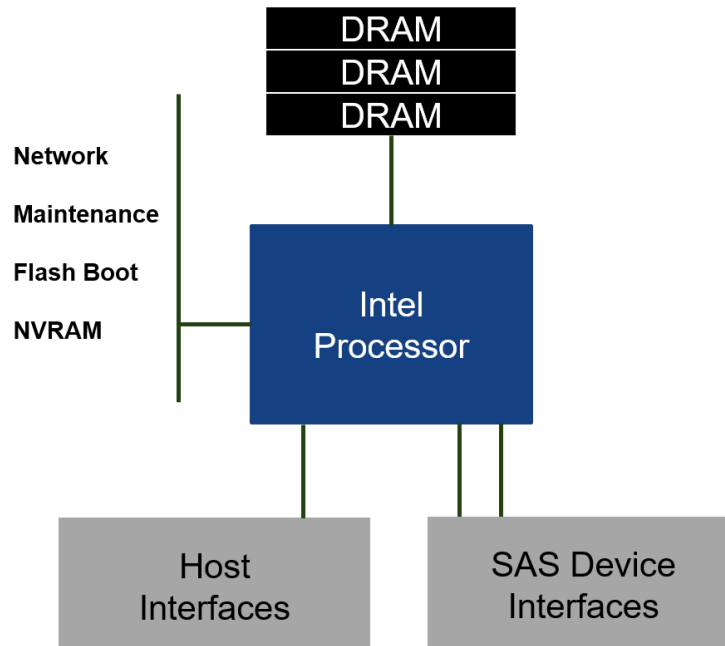 DRAM
DRAM
DRAM
Network
Maintenance
Flash Boot
NVRAM
Intel
Processor
Host
Interfaces
SAS Device
Interfaces